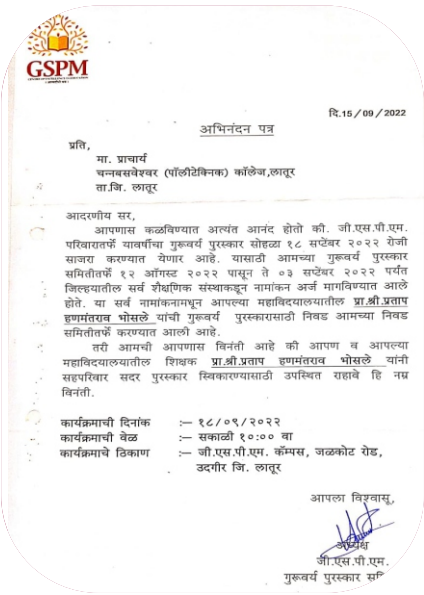 GSPM
दि.15/09/2022
अभिनंदन पत्र
प्रति,
मा. प्राचार्य
चन्नबसवेश्वर (पॉलीटेक्निक) कॉलेज,लातूर
ता.जि. लातूर
आदरणीय सर,
आपणास कळविण्यात अत्यंत आनंद होतो की. जी.एस.पी.एम.
परिवारातर्फे यावर्षीचा गुरूवर्य पुरस्कार सोहळा १८ सप्टेंबर २०२२ रोजी
साजरा करण्यात येणार आहे. यासाठी आमच्या गुरूवर्य पुरस्कार
समितीतर्फे १२ ऑगस्ट २०२२ पासून ते ०३ सप्टेंबर २०२२ पर्यंत
जिल्हयातील सर्व शैक्षणिक संस्थाकडून नामांकन अर्ज मागविण्यात आले
होते. या सर्व नामांकनामधून आपल्या महाविदयालयातील प्रा.श्री.प्रताप
हणमंतराव भोसले यांची गुरूवर्य पुरस्कारासाठी निवड आमच्या निवड
समितीतर्फे करण्यात आली आहे.
तरी आमची आपणास विनंती आहे की आपण व आपल्या
महाविदयालयातील शिक्षक प्रा.श्री.प्रताप हणमंतराव भोसले यांनी
सहपरिवार सदर पुरस्कार स्विकारण्यासाठी उपस्थित राहावे हि नम्र
विनंती.
कार्यक्रमाची दिनांक :– १८/०९/२०२२
कार्यक्रमाची वेळ :– सकाळी १०:०० वा
कार्यक्रमाचे ठिकाण :– जी.एस.पी.एम. कॅम्पस, जळकोट रोड,
उदगीर जि. लातूर
आपला विश्वासू,
अध्यक्ष
जी.एस.पी.एम.
गुरूवर्य पुरस्कार